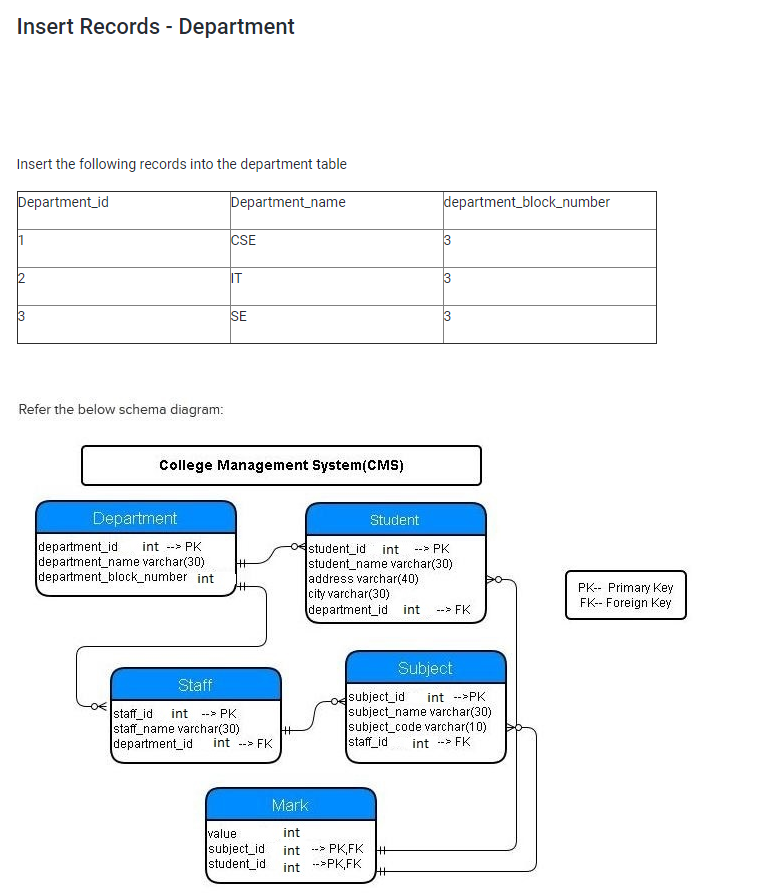 Insert Records - Department
Insert the following records into the department table
Department_id Department_name department_block_number
1 CSE 3
2 IT 3
3 SE 3
Refer the below schema diagram:
College Management System(CMS)
Department
department_id int --> PK
department_name varchar(30)
department_block_number int
Student
student_id int --> PK
student_name varchar(30)
address varchar(40)
city varchar(30)
department_id int --> FK
PK-- Primary Key
FK-- Foreign Key
Staff
staff_id int --> PK
staff_name varchar(30)
department_id int --> FK
Subject
subject_id int -->PK
subject_name varchar(30)
subject_code varchar(10)
staff_id int --> FK
Mark
value int
subject_id int --> PK,FK
student_id int -->PK,FK